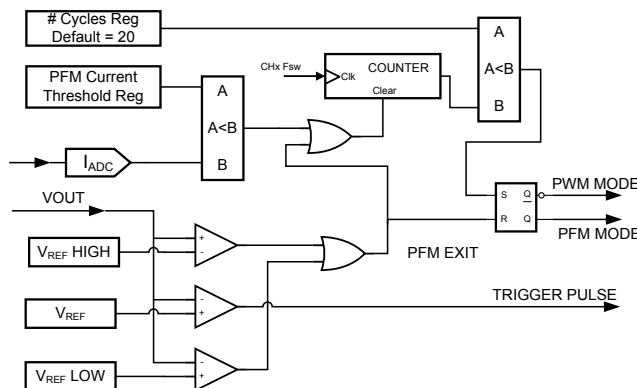 # Cycles Reg
Default = 20
A
A<B
B
CHx Fsw
Clk
COUNTER
Clear
PFM Current
Threshold Reg
A
A<B
B
IADC
S
Q
R
Q
PWM MODE
PFM MODE
VOUT
VREF HIGH
+
-
PFM EXIT
VREF
-
+
TRIGGER PULSE
VREF LOW
-
+